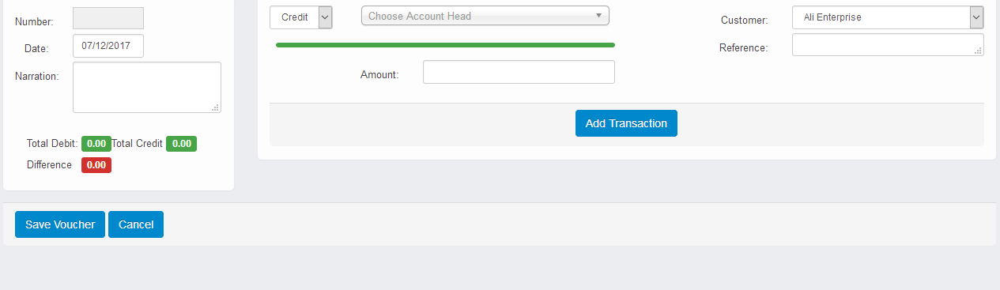 Number:
Date: 07/12/2017
Narration:
Total Debit: 0.00 Total Credit 0.00
Difference 0.00
Credit Choose Account Head
Amount:
Customer: Ali Enterprise
Reference:
Add Transaction
Save Voucher Cancel